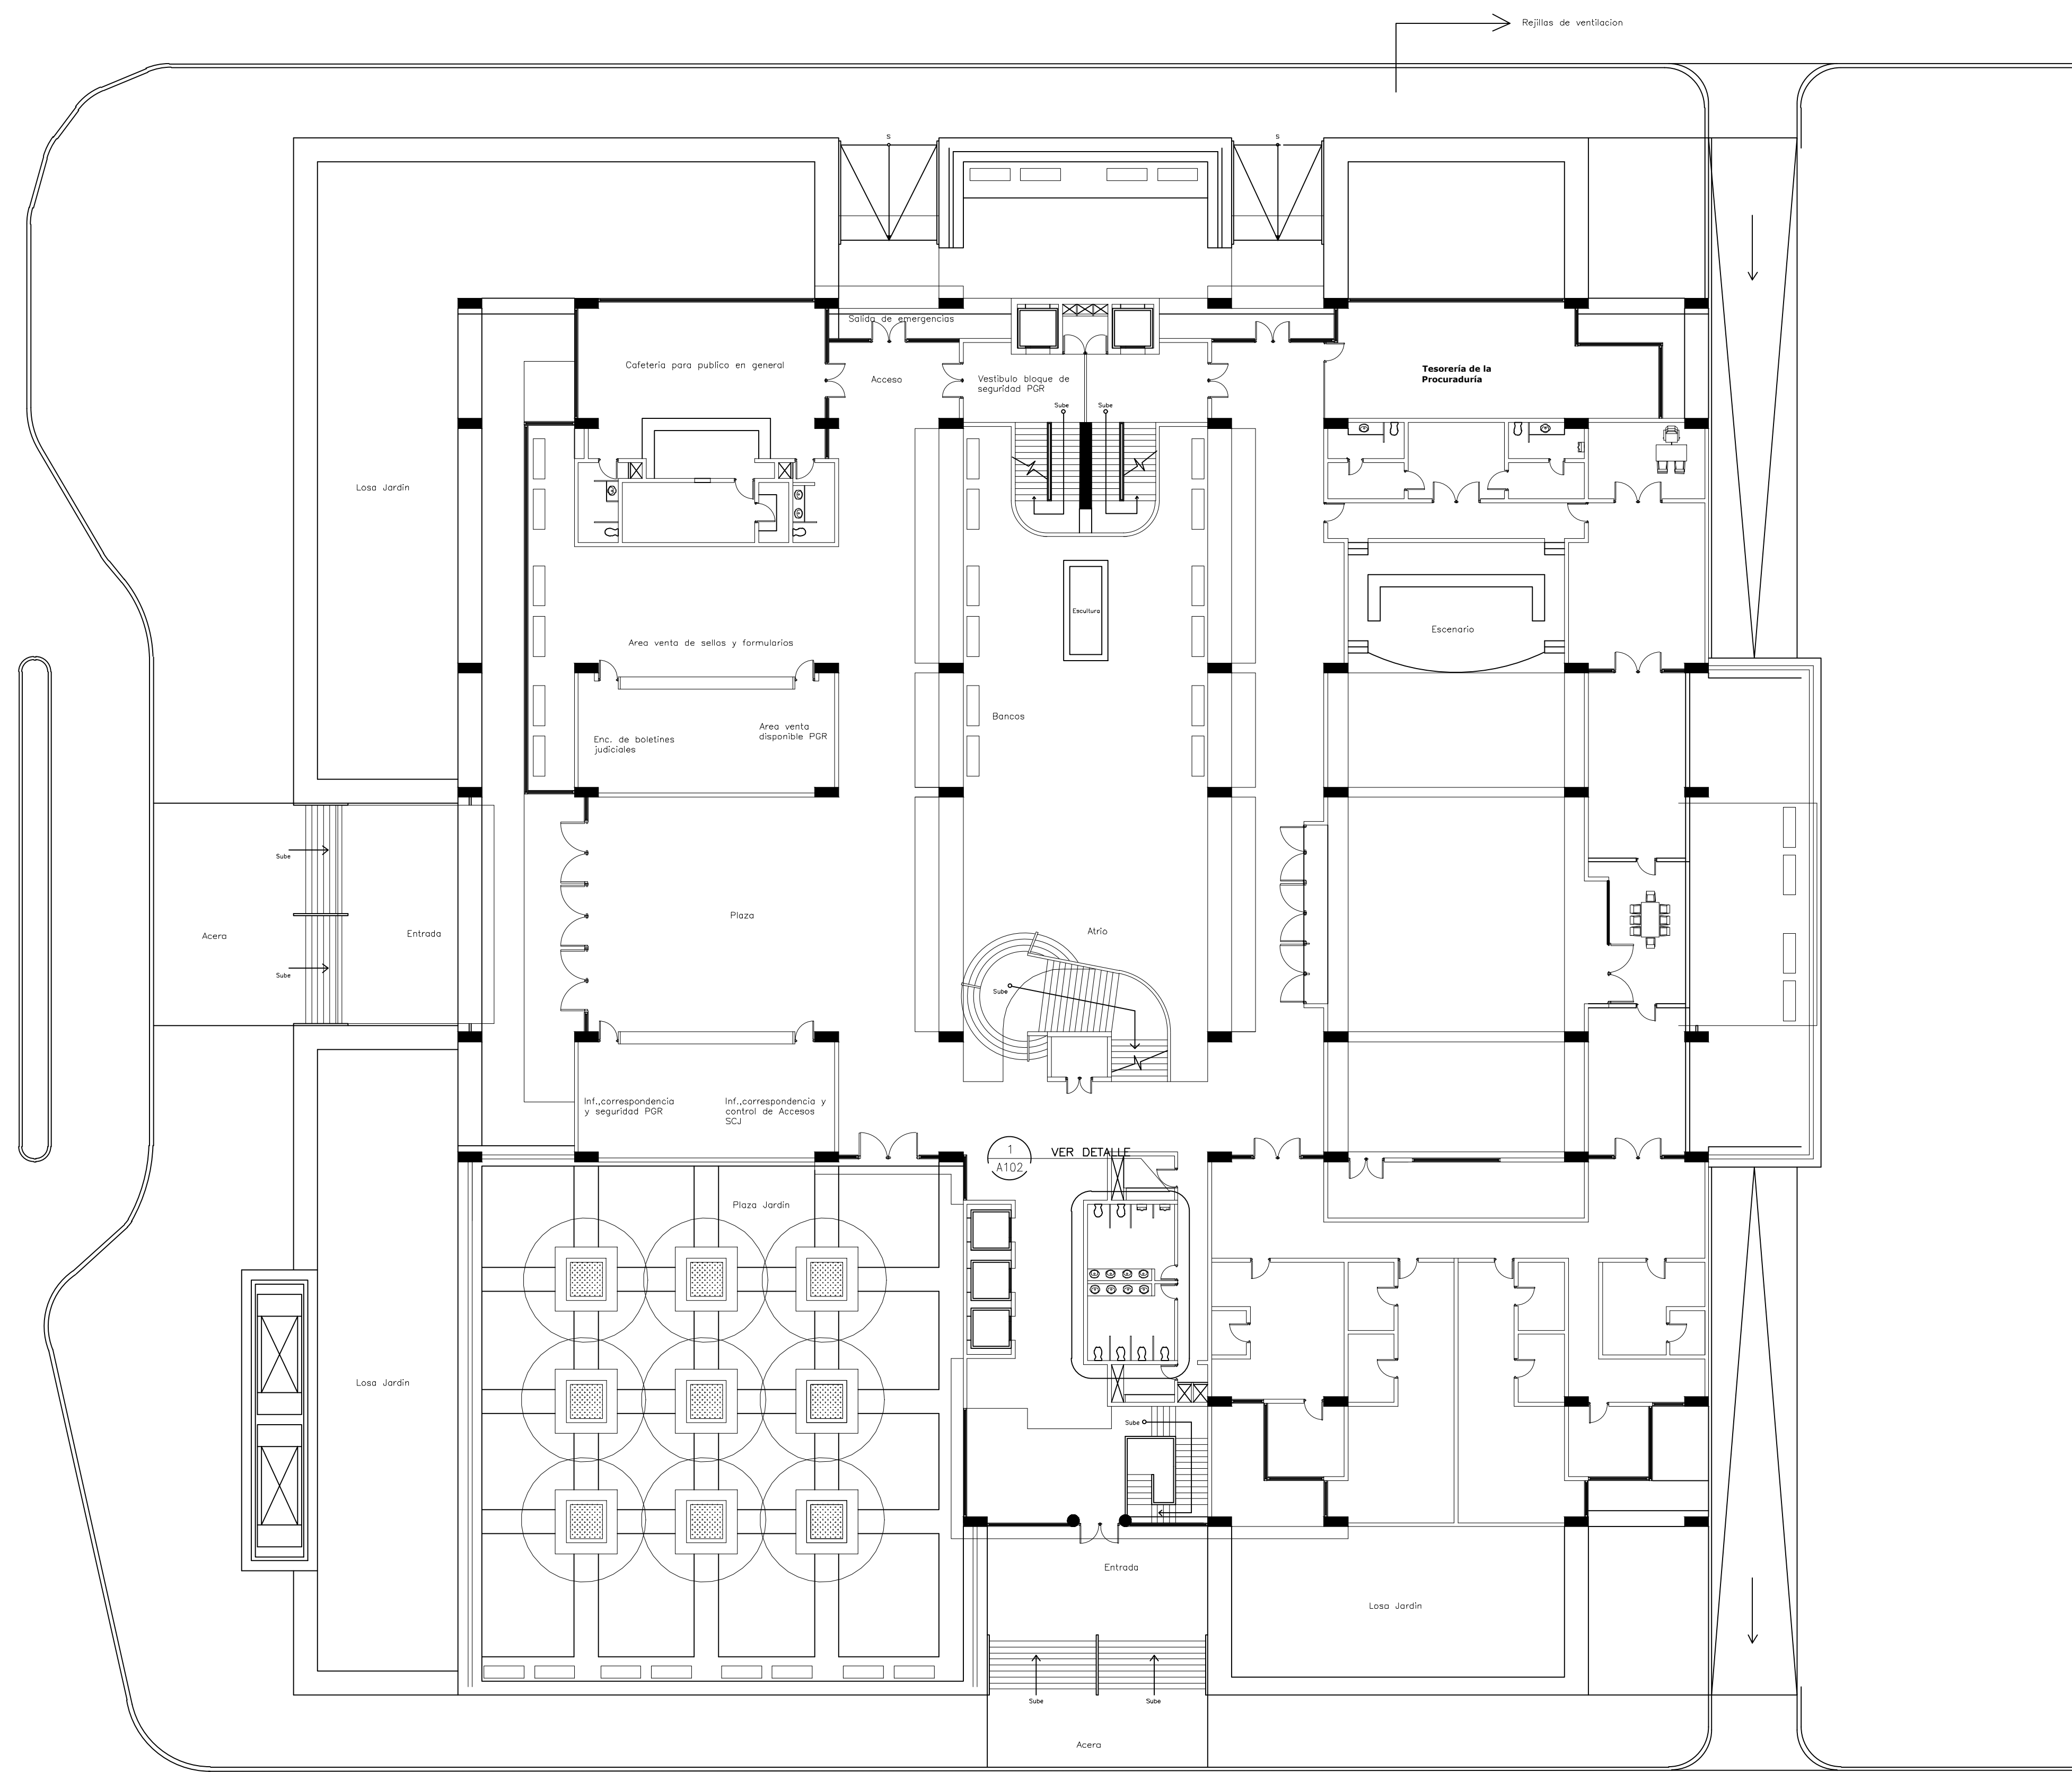 Rejillas de ventilacion
s
s
Salida de emergencias
Cafeteria para publico en general
Acceso
Vestibulo bloque de
seguridad PGR
Tesorería de la
Procuraduría
Sube
Sube
Losa Jardin
Escultura
Escenario
Area venta de sellos y formularios
Bancos
Area venta
disponible PGR
Enc. de boletines
judiciales
Sube
Plaza
Atrio
Acera
Entrada
Sube
Sube
Inf.,correspondencia
y seguridad PGR
Inf.,correspondencia y
control de Accesos
SCJ
1
A102
VER DETALLE
Plaza Jardin
Losa Jardin
Sube
Entrada
Losa Jardin
Sube
Sube
Acera